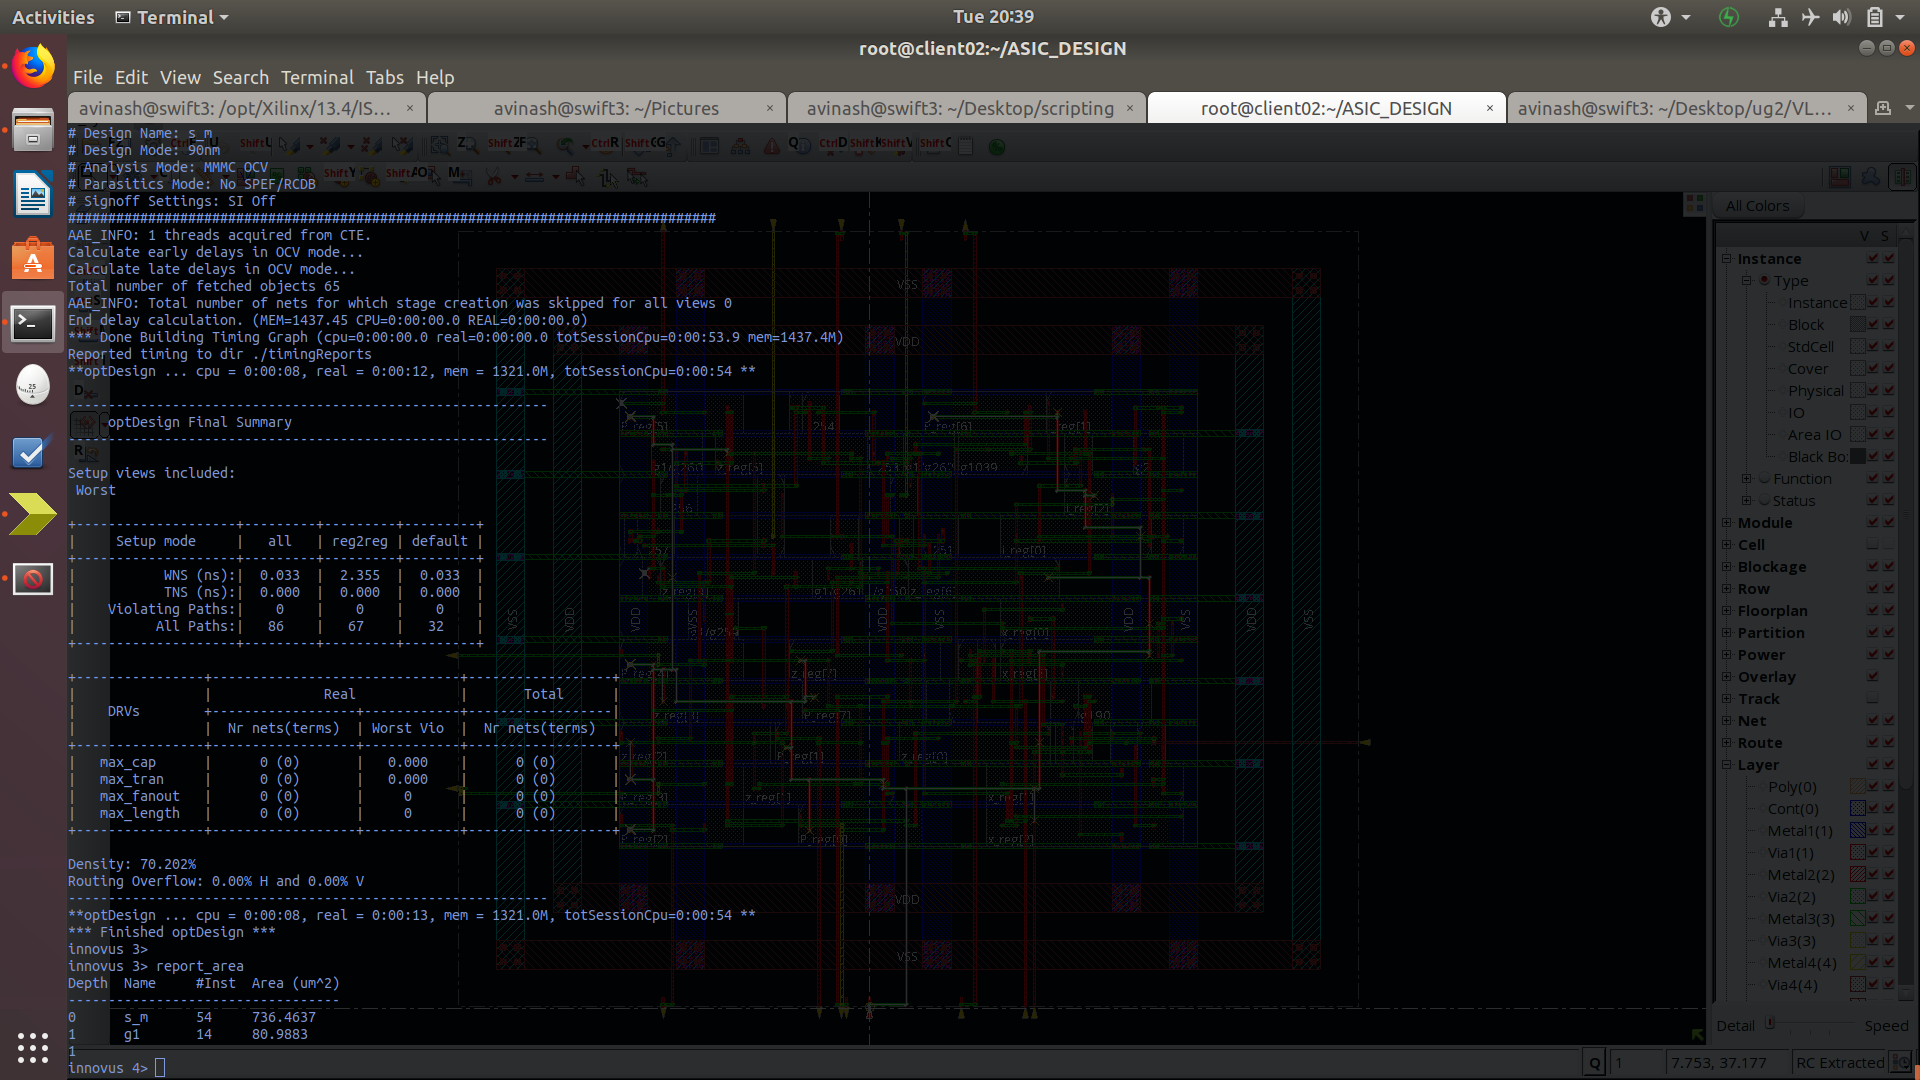 Activities Terminal Tue 20:39
root@client02:~/ASIC_DESIGN
File Edit View Search Terminal Tabs Help
avinash@swift3: /opt/Xilinx/13.4/IS... × avinash@swift3: ~/Pictures × avinash@swift3: ~/Desktop/scripting × root@client02:~/ASIC_DESIGN × avinash@swift3: ~/Desktop/ug2/VL... ×
# Design Name: s_m
# Design Mode: 90nm
# Analysis Mode: MMMC OCV
# Parasitics Mode: No SPEF/RCDB
# Signoff Settings: SI Off
#################################################################################
AAE_INFO: 1 threads acquired from CTE.
Calculate early delays in OCV mode...
Calculate late delays in OCV mode...
Total number of fetched objects 65
AAE_INFO: Total number of nets for which stage creation was skipped for all views 0
End delay calculation. (MEM=1437.45 CPU=0:00:00.0 REAL=0:00:00.0)
*** Done Building Timing Graph (cpu=0:00:00.0 real=0:00:00.0 totSessionCpu=0:00:53.9 mem=1437.4M)
Reported timing to dir ./timingReports
**optDesign ... cpu = 0:00:08, real = 0:00:12, mem = 1321.0M, totSessionCpu=0:00:54 **
------------------------------------------------------------
optDesign Final Summary
------------------------------------------------------------
Setup views included:
Worst
+--------------------+---------+---------+---------+
| Setup mode | all | reg2reg | default |
+--------------------+---------+---------+---------+
| WNS (ns):| 0.033 | 2.355 | 0.033 |
| TNS (ns):| 0.000 | 0.000 | 0.000 |
| Violating Paths:| 0 | 0 | 0 |
| All Paths:| 86 | 67 | 32 |
+--------------------+---------+---------+---------+
+----------------+-------------------------------+------------------+
| | Real | Total |
| DRVs +------------------+------------+------------------|
| | Nr nets(terms) | Worst Vio | Nr nets(terms) |
+----------------+------------------+------------+------------------+
| max_cap | 0 (0) | 0.000 | 0 (0) |
| max_tran | 0 (0) | 0.000 | 0 (0) |
| max_fanout | 0 (0) | 0 | 0 (0) |
| max_length | 0 (0) | 0 | 0 (0) |
+----------------+------------------+------------+------------------+
Density: 70.202%
Routing Overflow: 0.00% H and 0.00% V
------------------------------------------------------------
**optDesign ... cpu = 0:00:08, real = 0:00:13, mem = 1321.0M, totSessionCpu=0:00:54 **
*** Finished optDesign ***
innovus 3>
innovus 3> report_area
Depth Name #Inst Area (um^2)
----------------------------------
0 s_m 54 736.4637
1 g1 14 80.9883
1
innovus 4>
All Colors
V S
Instance
Type
Instance
Block
StdCell
Cover
Physical
IO
Area IO
Black Bo:
Function
Status
Module
Cell
Blockage
Row
Floorplan
Partition
Power
Overlay
Track
Net
Route
Layer
Poly(0)
Cont(0)
Metal1(1)
Via1(1)
Metal2(2)
Via2(2)
Metal3(3)
Via3(3)
Metal4(4)
Via4(4)
Detail Speed
Q 1 7.753, 37.177 RC Extracted
VSS
VDD
VSS VDD VDD VSS VDD VSS VDD VSS VDD VSS
VDD
VSS